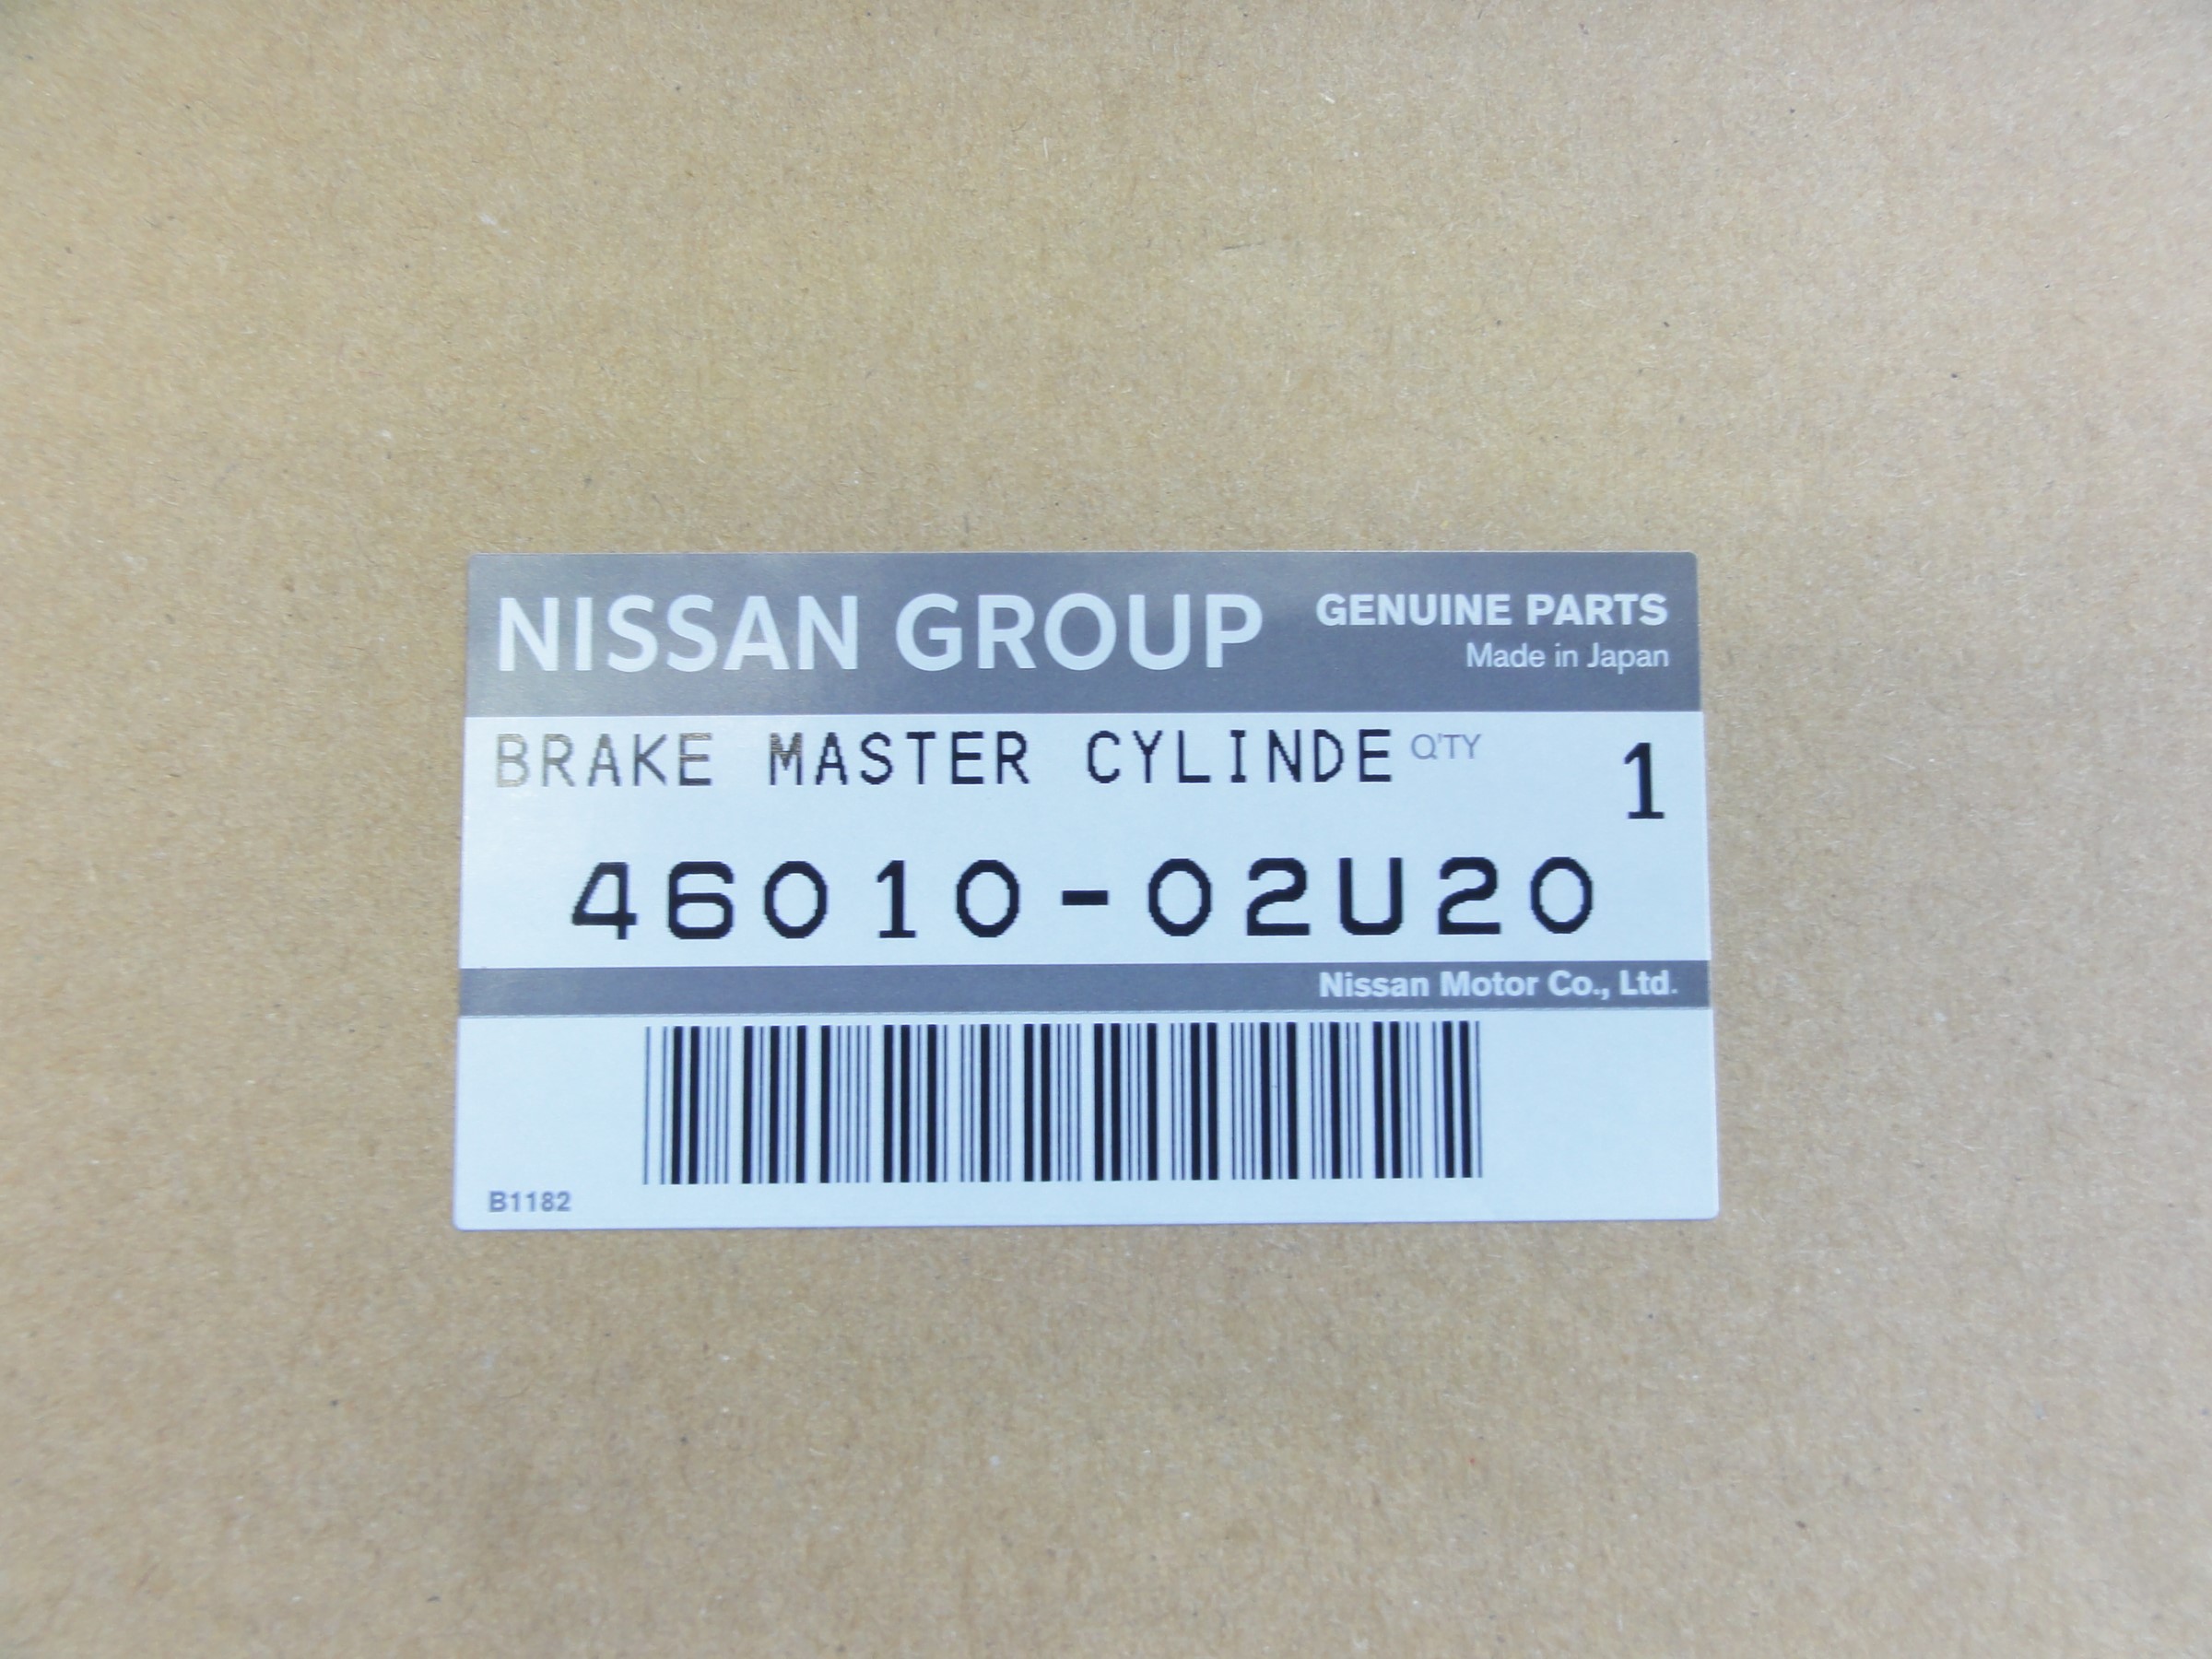 NISSAN GROUP GENUINE PARTS
Made in Japan
BRAKE MASTER CYLINDE Q'TY 1
46010-02U20
Nissan Motor Co., Ltd.
B1182